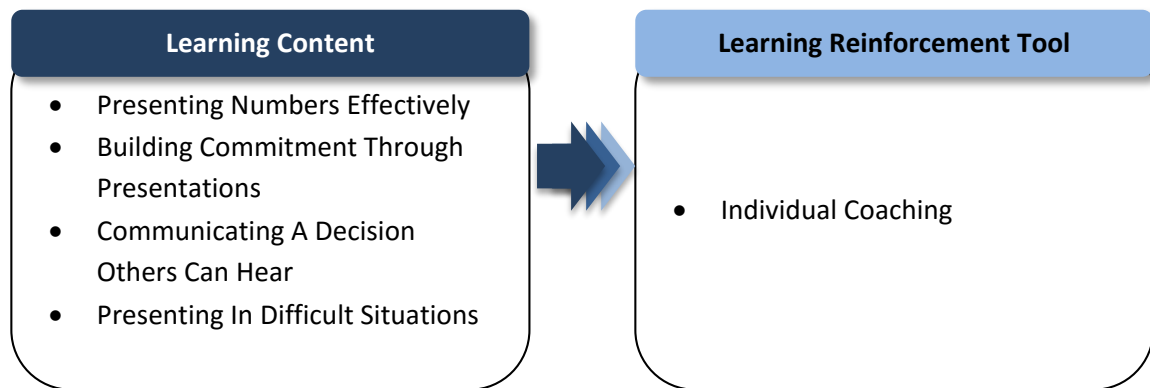 Learning Content
• Presenting Numbers Effectively
• Building Commitment Through
Presentations
• Communicating A Decision
Others Can Hear
• Presenting In Difficult Situations
Learning Reinforcement Tool
• Individual Coaching